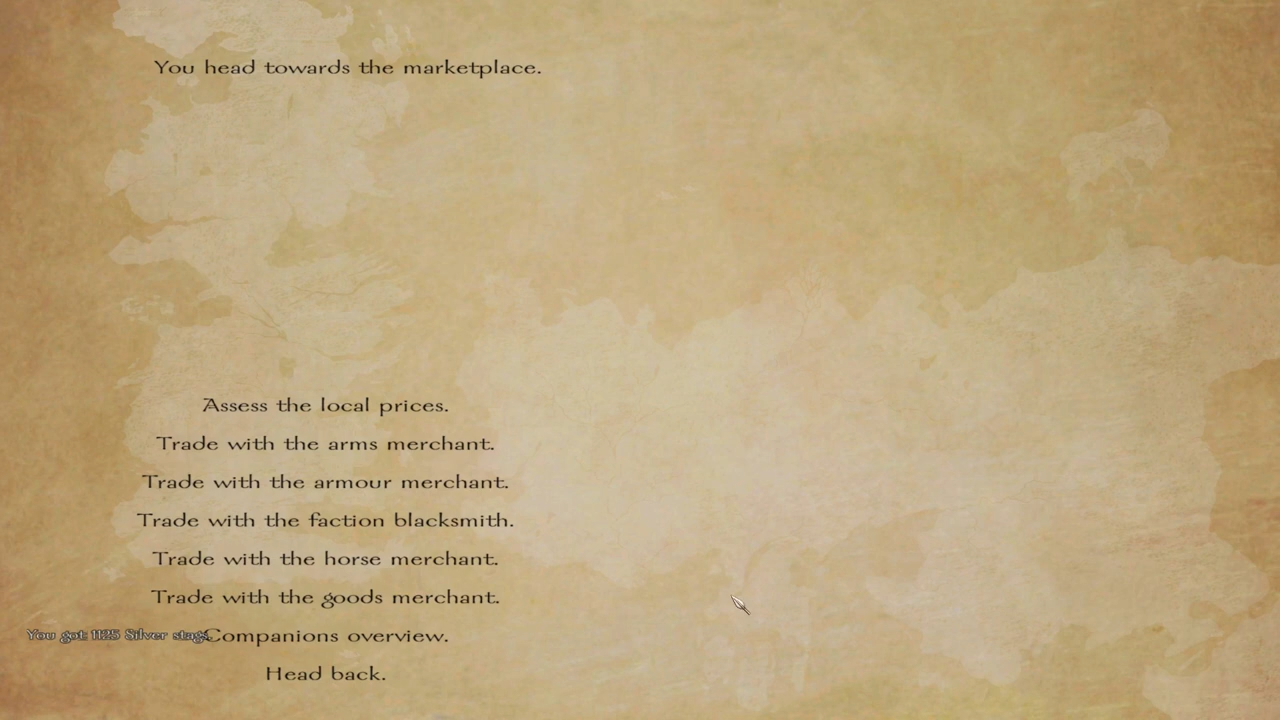 You head towards the marketplace.
Assess the local prices.
Trade with the arms merchant.
Trade with the armour merchant.
Trade with the faction blacksmith.
Trade with the horse merchant.
Trade with the goods merchant.
You got 1125 Silver stags.
Companions overview.
Head back.